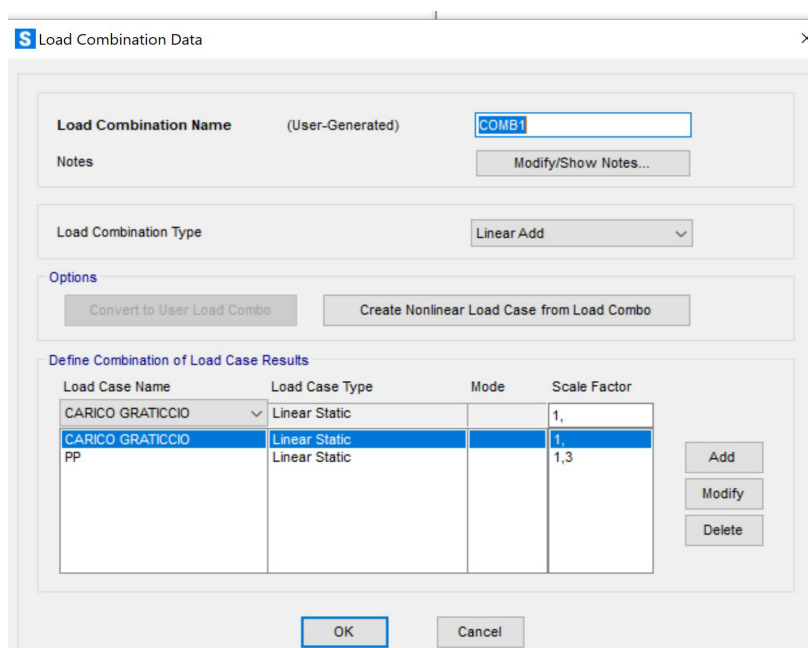 S Load Combination Data
Load Combination Name (User-Generated) COMB1
Notes Modify/Show Notes...
Load Combination Type Linear Add
Options
Convert to User Load Combo Create Nonlinear Load Case from Load Combo
Define Combination of Load Case Results
Load Case Name Load Case Type Mode Scale Factor
CARICO GRATICCIO Linear Static 1,
CARICO GRATICCIO Linear Static 1,
PP Linear Static 1,3
Add
Modify
Delete
OK Cancel